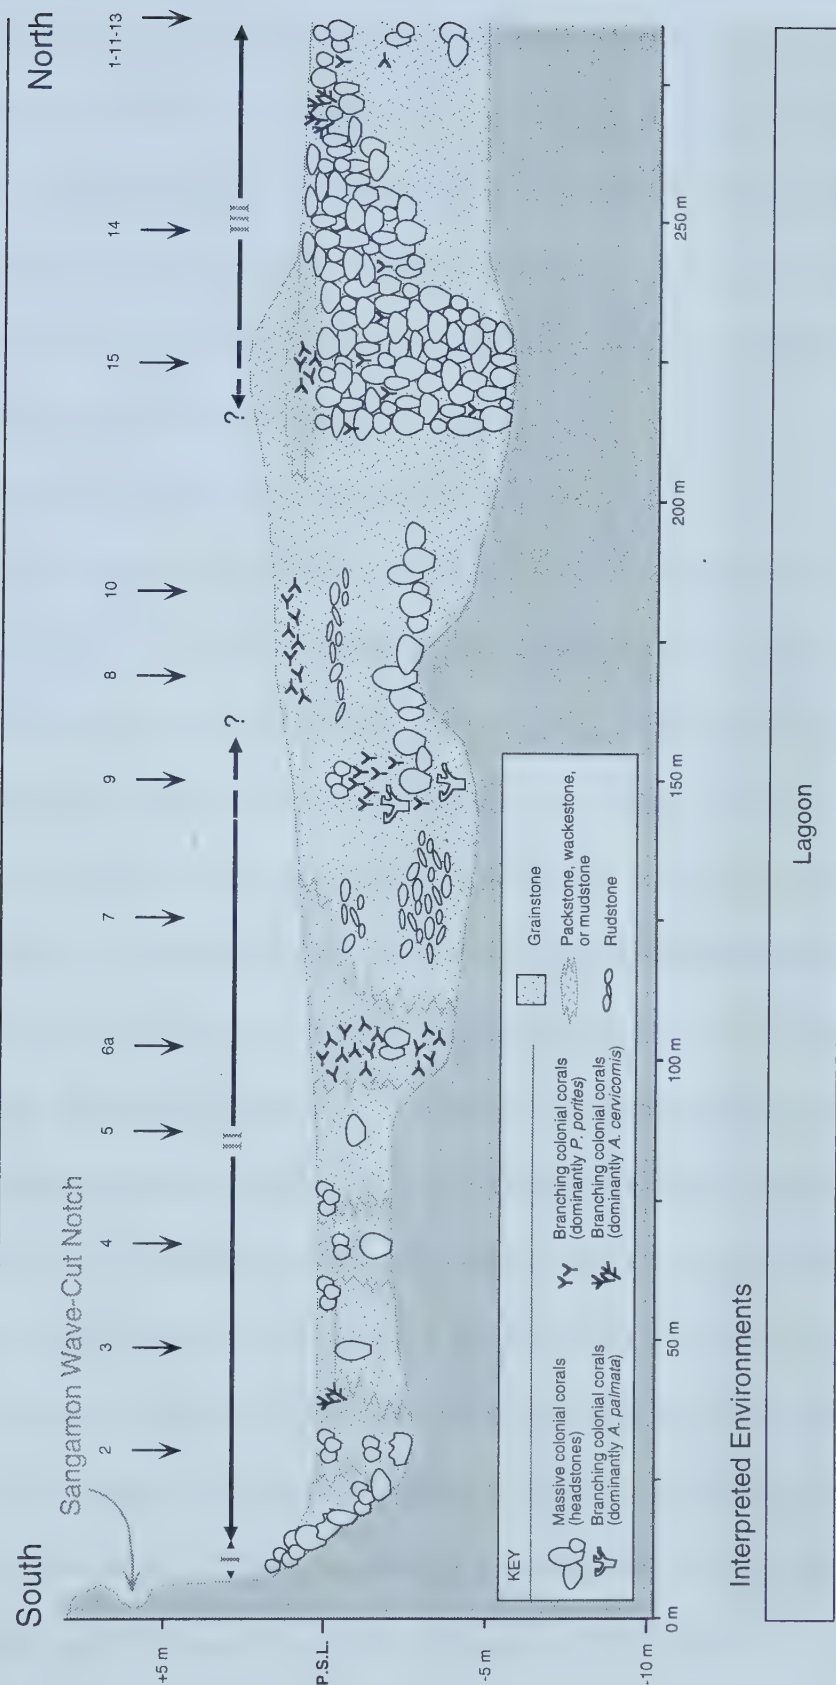 South
North
Sangamon Wave-Cut Notch
2
3
4
5
6a
7
9
8
10
15
14
1-11-13
I
II
?
?
III
+5 m
P.S.L.
-5 m
-10 m
0 m
50 m
100 m
150 m
200 m
250 m
KEY
Massive colonial corals
(headstones)
Branching colonial corals
(dominantly A. palmata)
Branching colonial corals
(dominantly P. porites)
Branching colonial corals
(dominantly A. cervicornis)
Grainstone
Packstone, wackestone,
or mudstone
Rudstone
Interpreted Environments
Lagoon